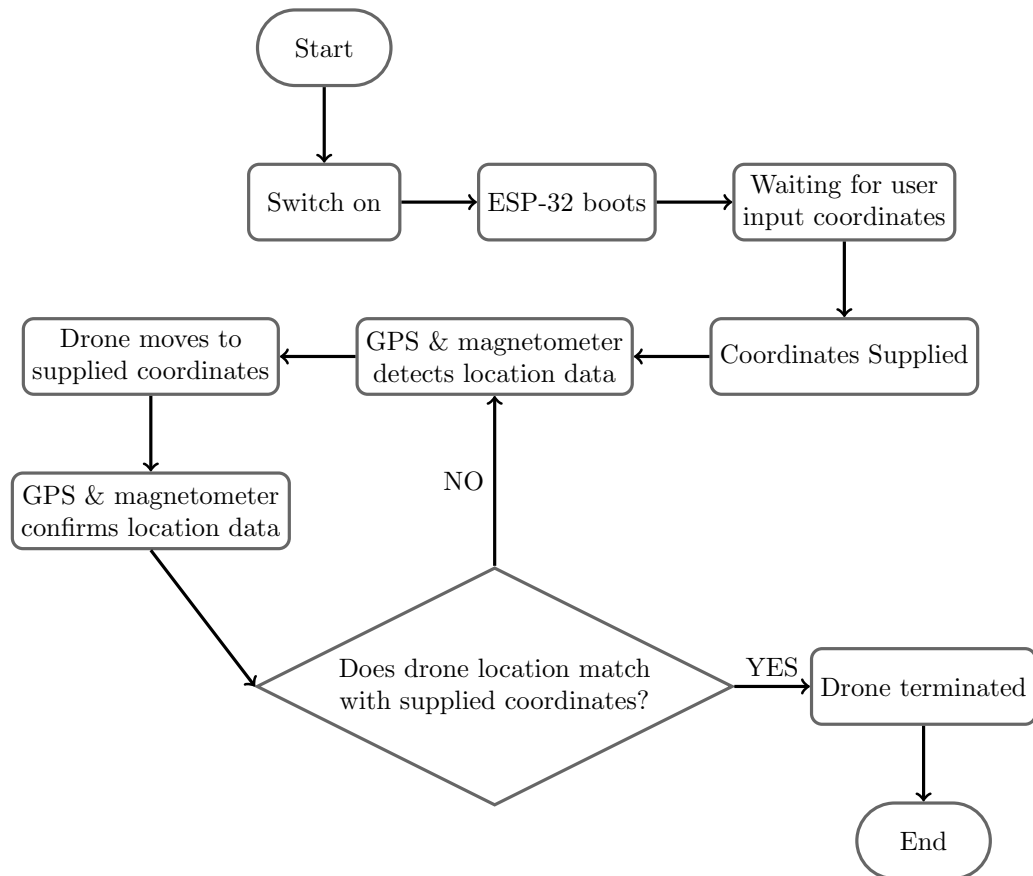 Start
Switch on
ESP-32 boots
Waiting for user
input coordinates
Coordinates Supplied
GPS & magnetometer
detects location data
Drone moves to
supplied coordinates
GPS & magnetometer
confirms location data
NO
Does drone location match
with supplied coordinates?
YES
Drone terminated
End